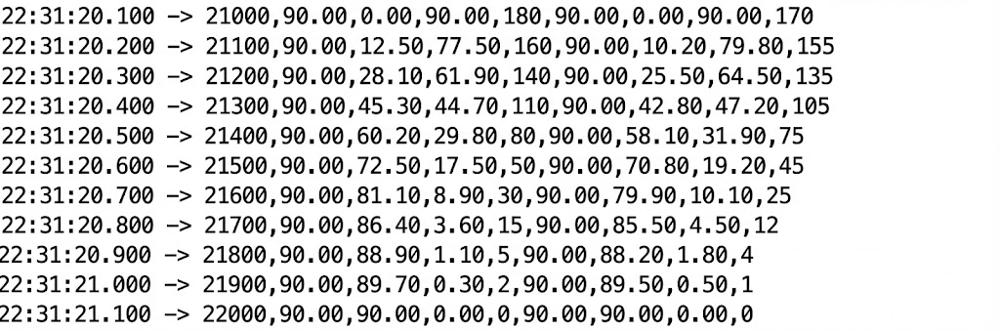 22:31:20.100 -> 21000,90.00,0.00,90.00,180,90.00,0.00,90.00,170
22:31:20.200 -> 21100,90.00,12.50,77.50,160,90.00,10.20,79.80,155
22:31:20.300 -> 21200,90.00,28.10,61.90,140,90.00,25.50,64.50,135
22:31:20.400 -> 21300,90.00,45.30,44.70,110,90.00,42.80,47.20,105
22:31:20.500 -> 21400,90.00,60.20,29.80,80,90.00,58.10,31.90,75
22:31:20.600 -> 21500,90.00,72.50,17.50,50,90.00,70.80,19.20,45
22:31:20.700 -> 21600,90.00,81.10,8.90,30,90.00,79.90,10.10,25
22:31:20.800 -> 21700,90.00,86.40,3.60,15,90.00,85.50,4.50,12
22:31:20.900 -> 21800,90.00,88.90,1.10,5,90.00,88.20,1.80,4
22:31:21.000 -> 21900,90.00,89.70,0.30,2,90.00,89.50,0.50,1
22:31:21.100 -> 22000,90.00,90.00,0.00,0,90.00,90.00,0.00,0